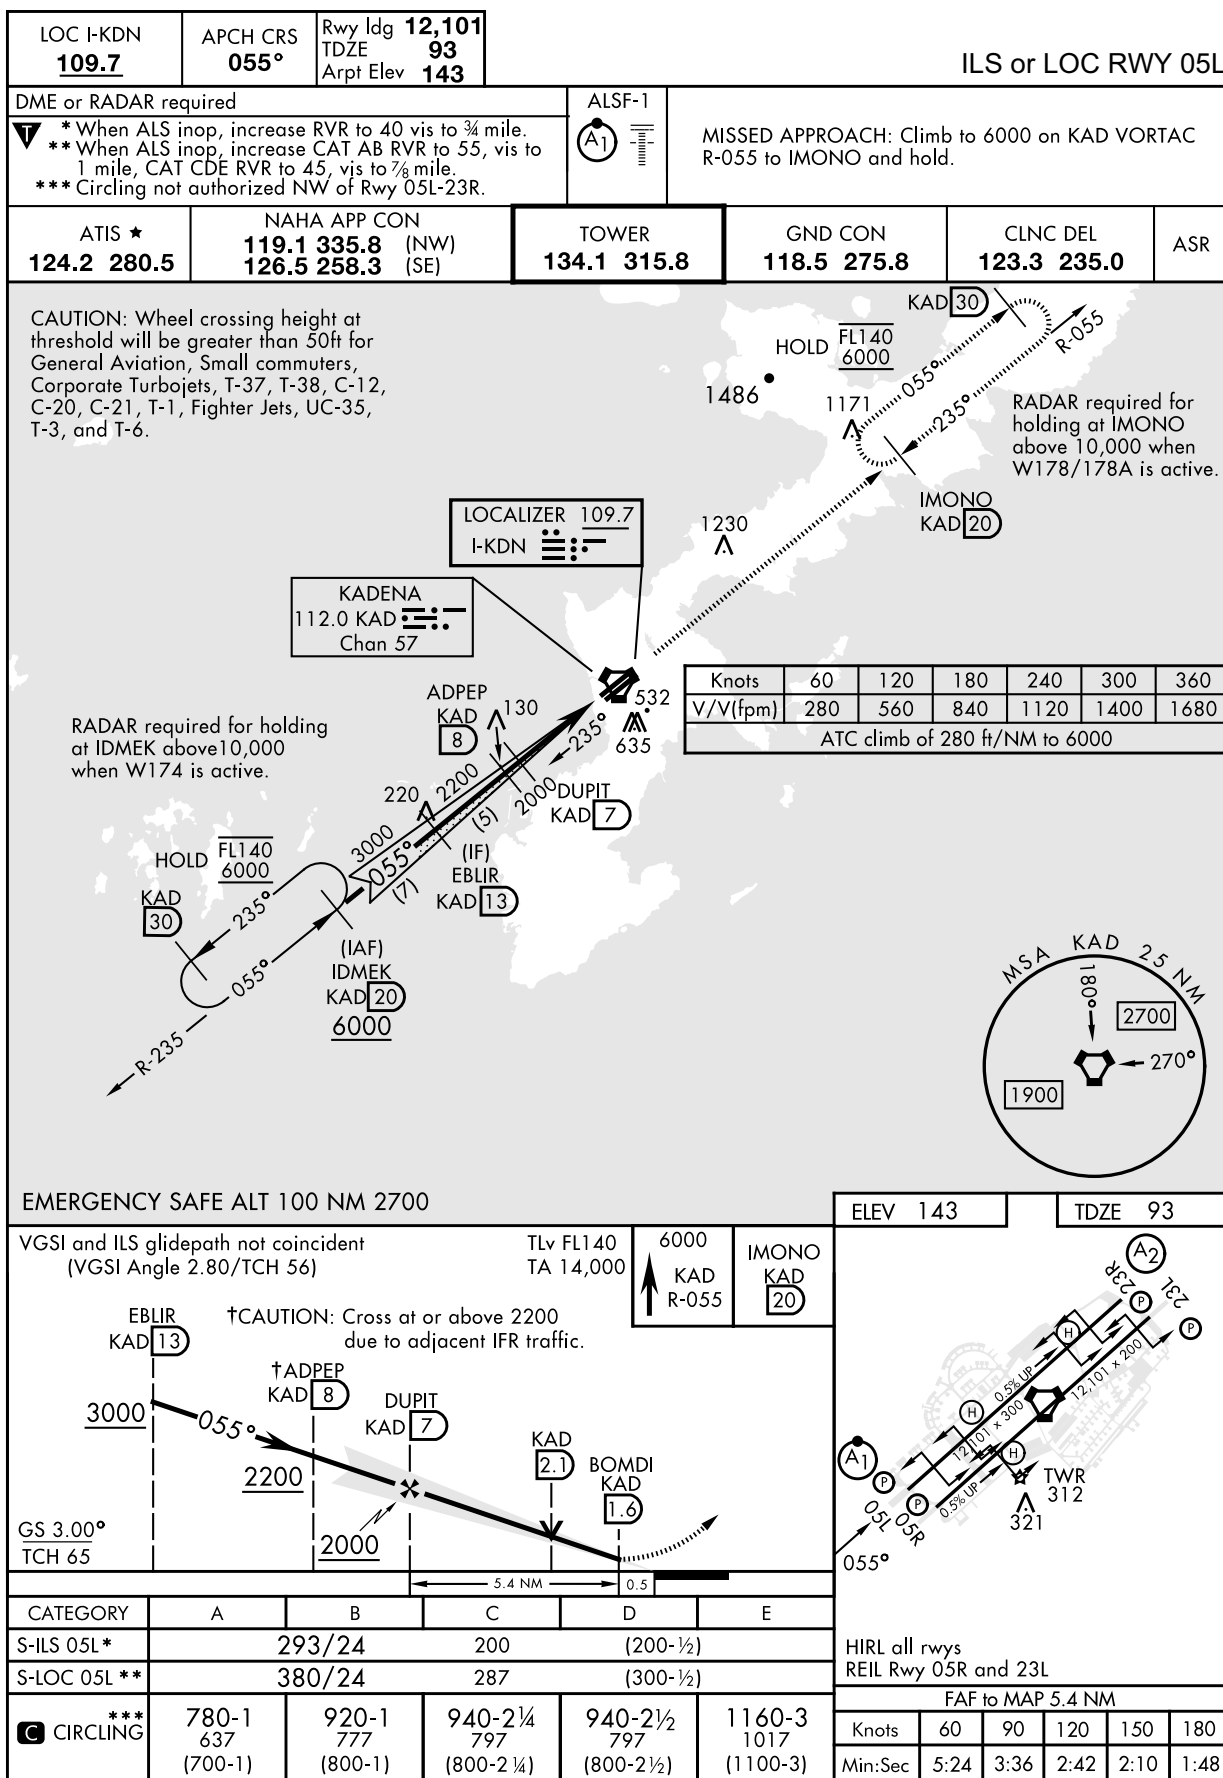 LOC I-KDN
109.7
APCH CRS
055°
Rwy ldg 12,101
TDZE 93
Arpt Elev 143
ILS or LOC RWY 05L
DME or RADAR required
T
* When ALS inop, increase RVR to 40 vis to ¾ mile.
** When ALS inop, increase CAT AB RVR to 55, vis to
1 mile, CAT CDE RVR to 45, vis to ⅞ mile.
*** Circling not authorized NW of Rwy 05L-23R.
ALSF-1
A1
MISSED APPROACH: Climb to 6000 on KAD VORTAC
R-055 to IMONO and hold.
ATIS ★
124.2 280.5
NAHA APP CON
119.1 335.8 (NW)
126.5 258.3 (SE)
TOWER
134.1 315.8
GND CON
118.5 275.8
CLNC DEL
123.3 235.0
ASR
CAUTION: Wheel crossing height at
threshold will be greater than 50ft for
General Aviation, Small commuters,
Corporate Turbojets, T-37, T-38, C-12,
C-20, C-21, T-1, Fighter Jets, UC-35,
T-3, and T-6.
KAD 30
HOLD FL140
6000
R-055
055°
235°
1486
1171
RADAR required for
holding at IMONO
above 10,000 when
W178/178A is active.
IMONO
KAD 20
LOCALIZER 109.7
I-KDN
1230
KADENA
112.0 KAD
Chan 57
532
635
Knots 60 120 180 240 300 360
V/V(fpm) 280 560 840 1120 1400 1680
ATC climb of 280 ft/NM to 6000
ADPEP
KAD
8
130
235°
RADAR required for holding
at IDMEK above10,000
when W174 is active.
2200
2000
DUPIT
KAD 7
220
3000
(5)
055°
(7)
(IF)
EBLIR
KAD 13
HOLD FL140
6000
KAD
30
235°
055°
(IAF)
IDMEK
KAD 20
6000
R-235
MSA KAD 25 NM
180°
2700
270°
1900
EMERGENCY SAFE ALT 100 NM 2700
ELEV 143
TDZE 93
VGSI and ILS glidepath not coincident
(VGSI Angle 2.80/TCH 56)
TLv FL140
TA 14,000
6000
KAD
R-055
IMONO
KAD
20
EBLIR
KAD 13
†CAUTION: Cross at or above 2200
due to adjacent IFR traffic.
†ADPEP
KAD 8
DUPIT
KAD 7
3000
055°
2200
KAD
2.1
BOMDI
KAD
1.6
2000
GS 3.00°
TCH 65
5.4 NM
0.5
A2
23R
23L
P
P
H
0.5% UP
12,101 x 200
H
12,101 x 300
H
A1
P
P
0.5% UP
TWR
312
321
05L
05R
055°
HIRL all rwys
REIL Rwy 05R and 23L
CATEGORY A B C D E
S-ILS 05L* 293/24 200 (200-½)
S-LOC 05L ** 380/24 287 (300-½)
C CIRCLING ***
780-1 920-1 940-2¼ 940-2½ 1160-3
637 777 797 797 1017
(700-1) (800-1) (800-2¼) (800-2½) (1100-3)
FAF to MAP 5.4 NM
Knots 60 90 120 150 180
Min:Sec 5:24 3:36 2:42 2:10 1:48